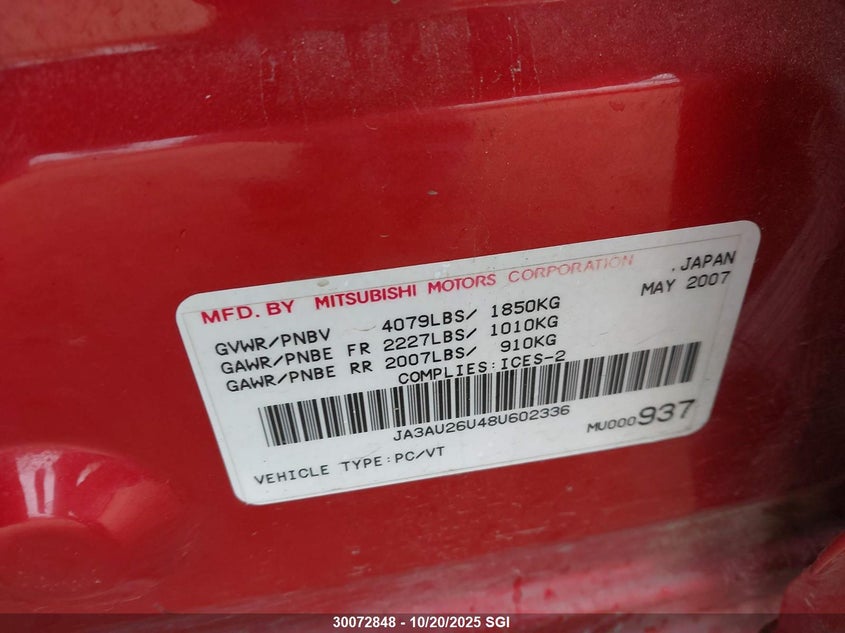 MFD. BY MITSUBISHI MOTORS CORPORATION .JAPAN
MAY 2007
GVWR/PNBV 4079LBS/ 1850KG
GAWR/PNBE FR 2227LBS/ 1010KG
GAWR/PNBE RR 2007LBS/ 910KG
COMPLIES:ICES-2
JA3AU26U48U602336
MU000937
VEHICLE TYPE:PC/VT
30072848 - 10/20/2025 SGI